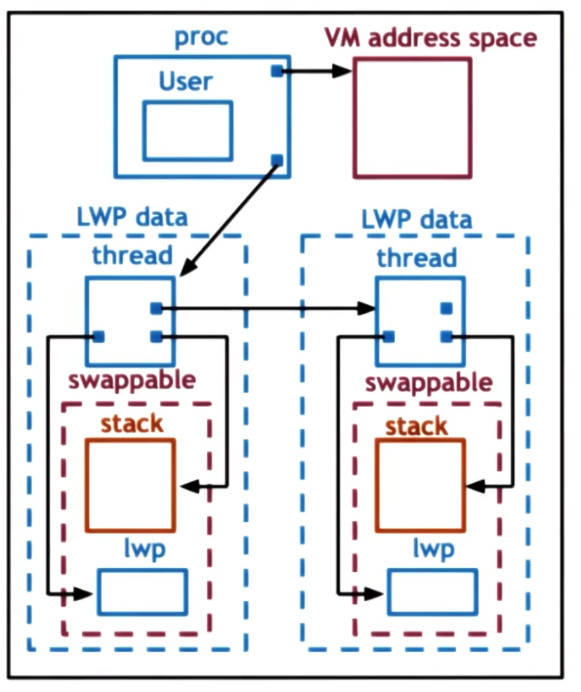 proc
VM address space
User
LWP data
LWP data
thread
thread
swappable
swappable
stack
stack
lwp
lwp